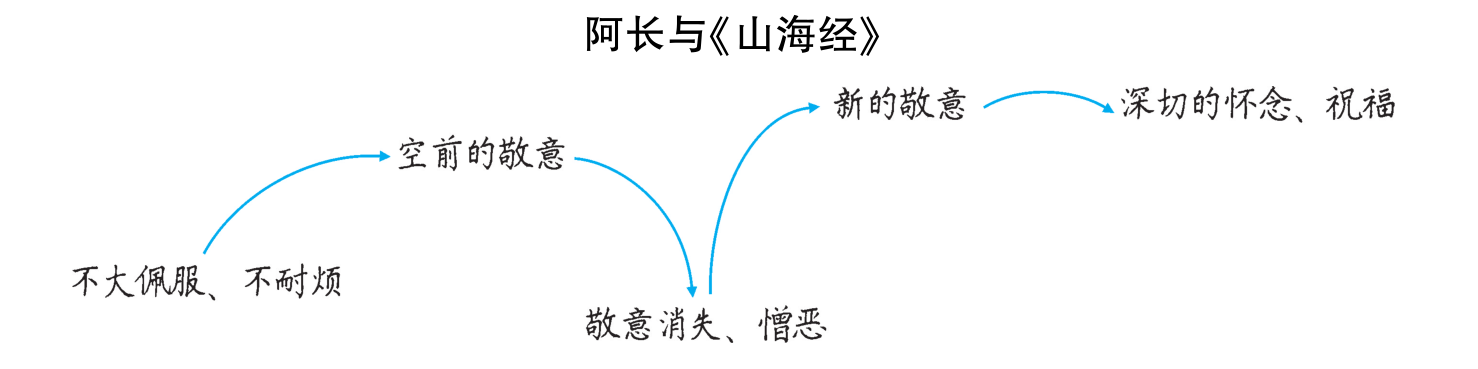 阿长与《山海经》
不大佩服、不耐烦
空前的敬意
敬意消失、憎恶
新的敬意
深切的怀念、祝福